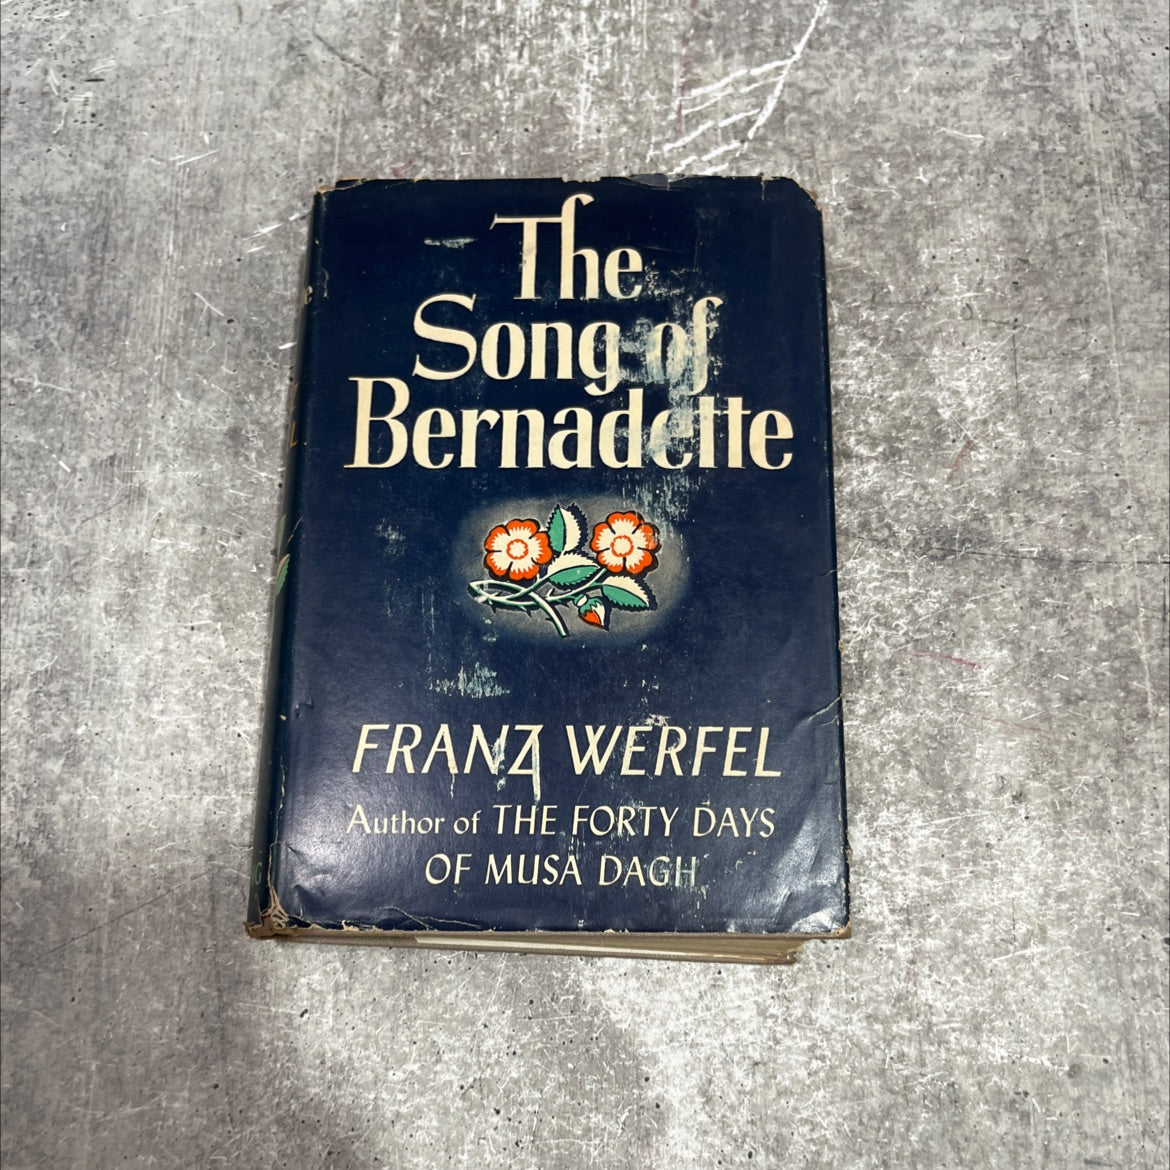 The
Song of
Bernadette
FRANZ WERFEL
Author of THE FORTY DAYS
OF MUSA DAGH